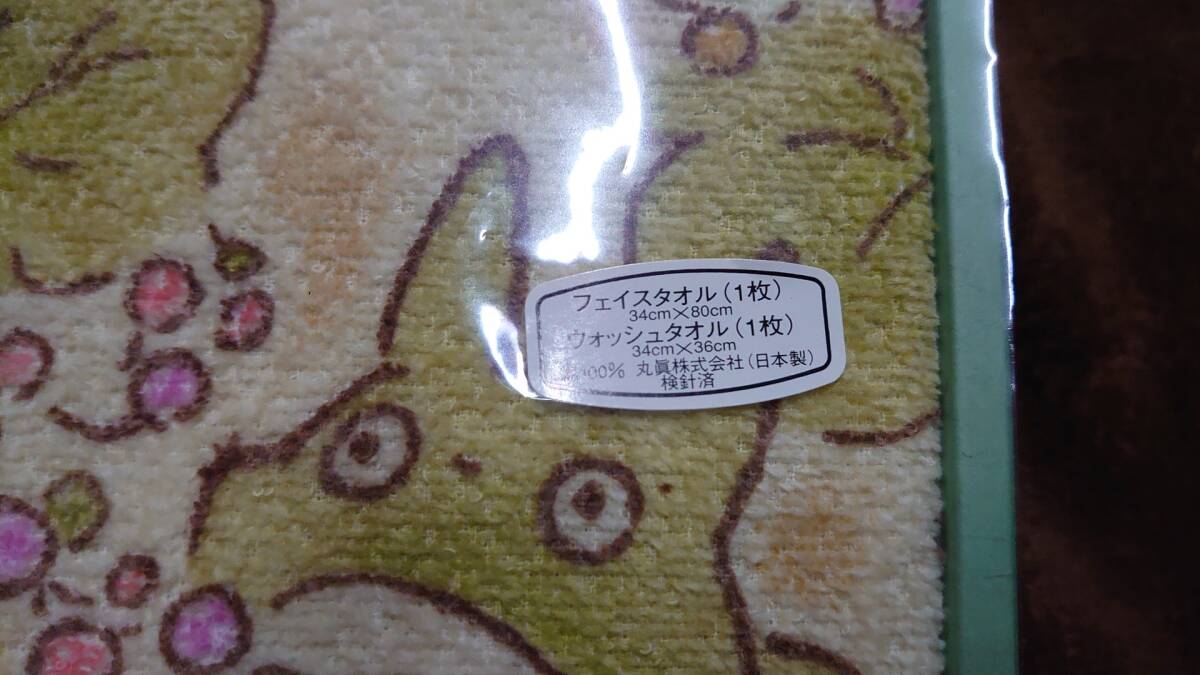 フェイスタオル(1枚)
34cm×80cm
ウォッシュタオル(1枚)
34cm×36cm
100% 丸眞株式会社(日本製)
検針済